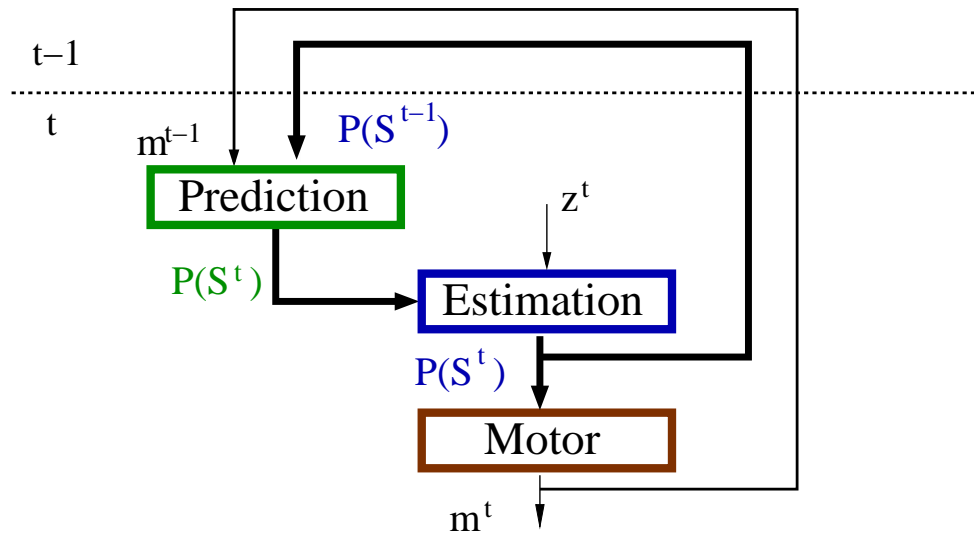 t−1
t
P(S^{t−1})
m^{t−1}
Prediction
z^t
P(S^t)
Estimation
P(S^t)
Motor
m^t